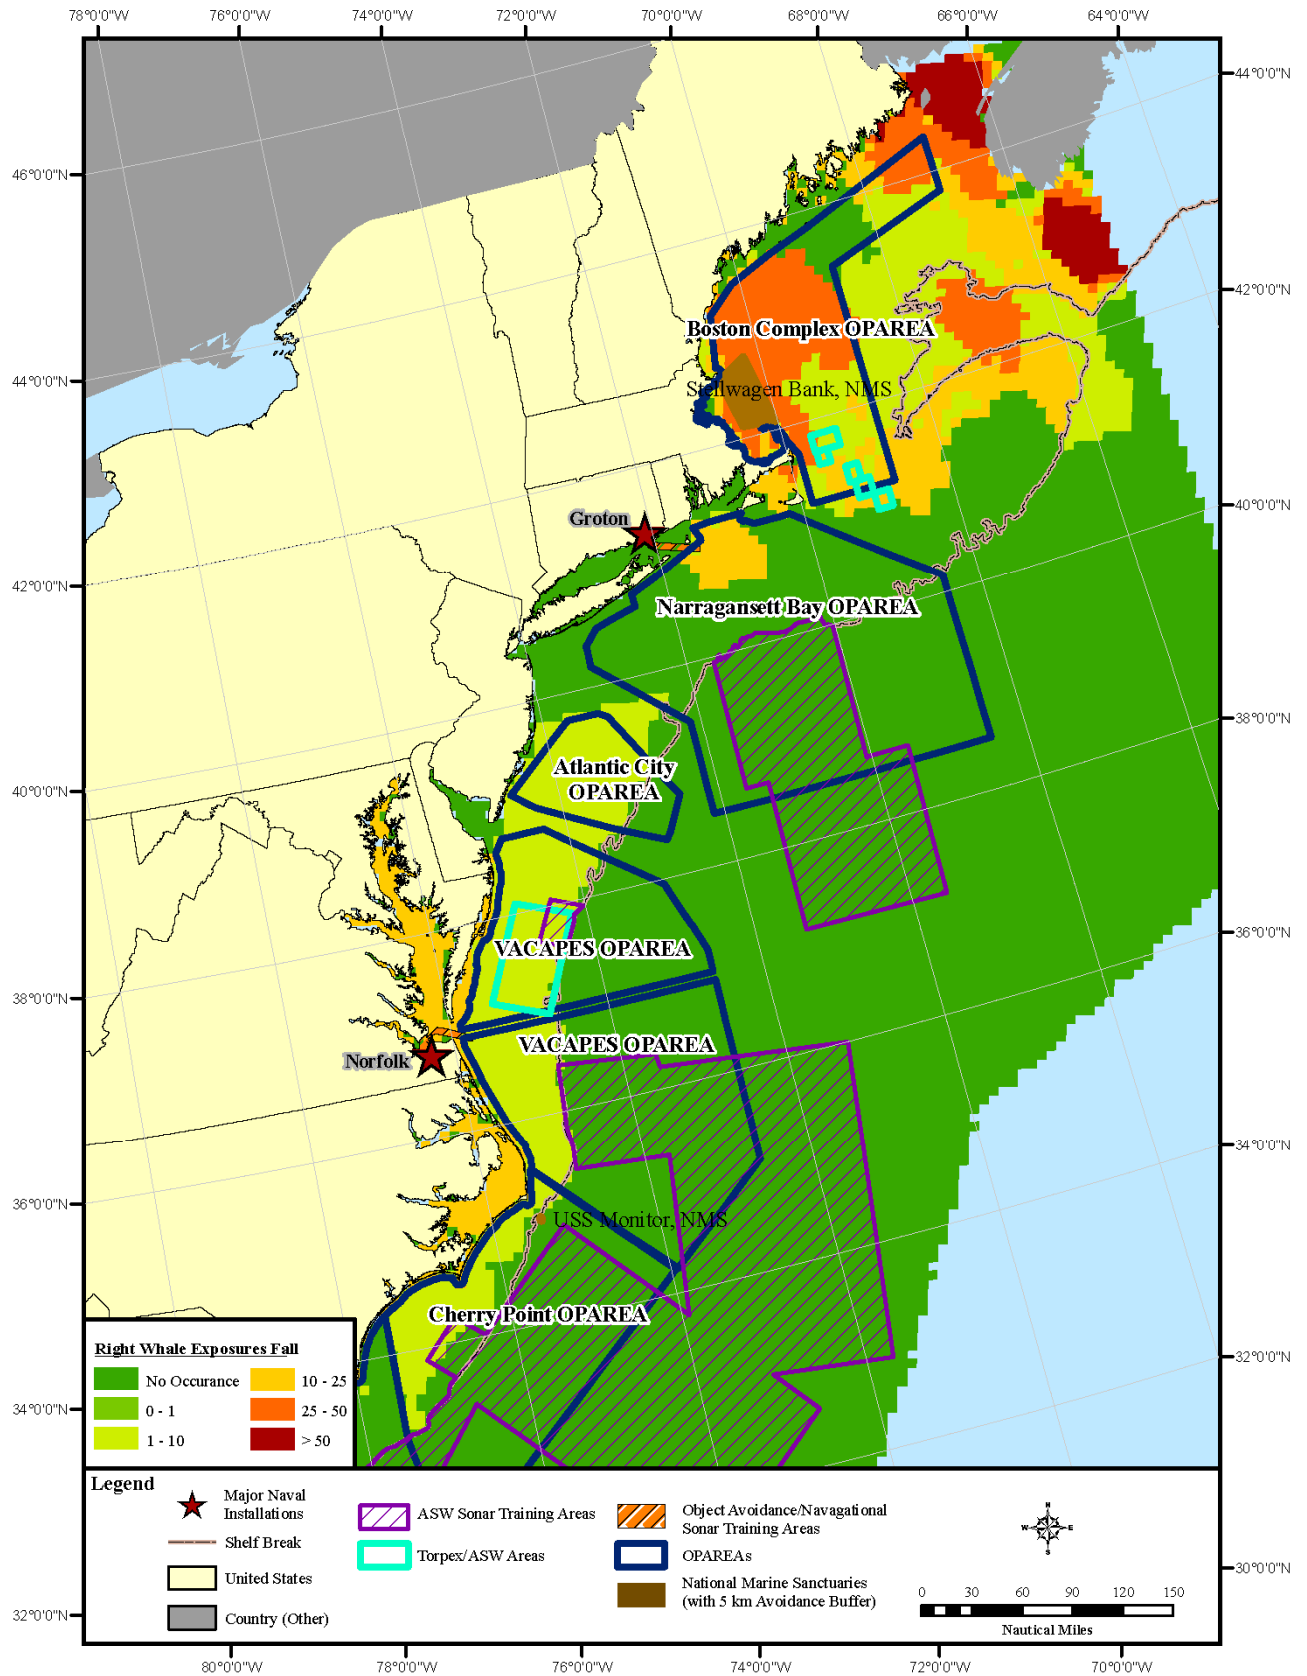 78°0'0"W 76°0'0"W 74°0'0"W 72°0'0"W 70°0'0"W 68°0'0"W 66°0'0"W 64°0'0"W
44°0'0"N
46°0'0"N
42°0'0"N
Boston Complex OPAREA
44°0'0"N
Stellwagen Bank, NMS
40°0'0"N
Groton
42°0'0"N
Narragansett Bay OPAREA
38°0'0"N
Atlantic City
OPAREA
40°0'0"N
36°0'0"N
VACAPES OPAREA
38°0'0"N
VACAPES OPAREA
Norfolk
34°0'0"N
36°0'0"N
USS Monitor, NMS
Cherry Point OPAREA
32°0'0"N
Right Whale Exposures Fall
No Occurance
0 - 1
1 - 10
10 - 25
25 - 50
> 50
34°0'0"N
Legend
Major Naval
Installations
Shelf Break
United States
Country (Other)
ASW Sonar Training Areas
Torpex/ASW Areas
Object Avoidance/Navagational
Sonar Training Areas
OPAREAs
National Marine Sanctuaries
(with 5 km Avoidance Buffer)
N
W E
S
0 30 60 90 120 150
Nautical Miles
30°0'0"N
32°0'0"N
80°0'0"W 78°0'0"W 76°0'0"W 74°0'0"W 72°0'0"W 70°0'0"W